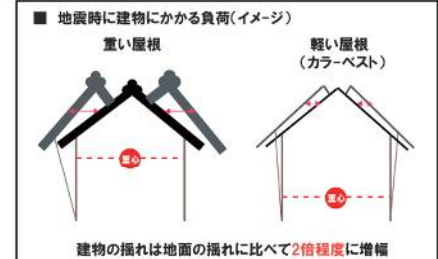 ■ 地震時に建物にかかる負荷(イメージ)
重い屋根
軽い屋根
(カラーベスト)
重心
重心
建物の揺れは地面の揺れに比べて2倍程度に増幅